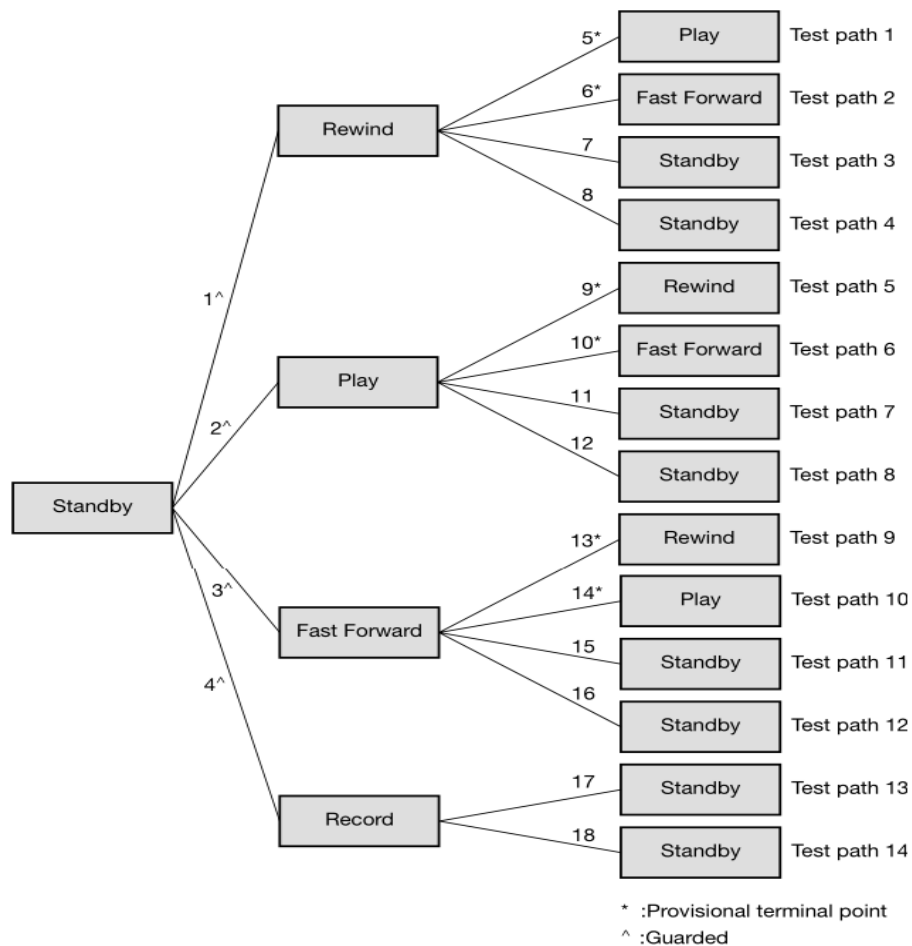 5* Play Test path 1
6* Fast Forward Test path 2
Rewind
7 Standby Test path 3
8 Standby Test path 4
9* Rewind Test path 5
1^
10* Fast Forward Test path 6
Play
11 Standby Test path 7
2^
12 Standby Test path 8
Standby
13* Rewind Test path 9
3^
14* Play Test path 10
Fast Forward
15 Standby Test path 11
4^
16 Standby Test path 12
17 Standby Test path 13
Record
18 Standby Test path 14
* :Provisional terminal point
^ :Guarded